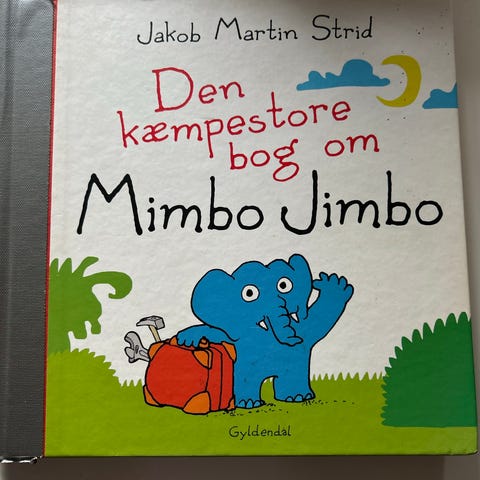 Jakob Martin Strid
Den
kæmpestore
bog om
Mimbo Jimbo
Gyldendal